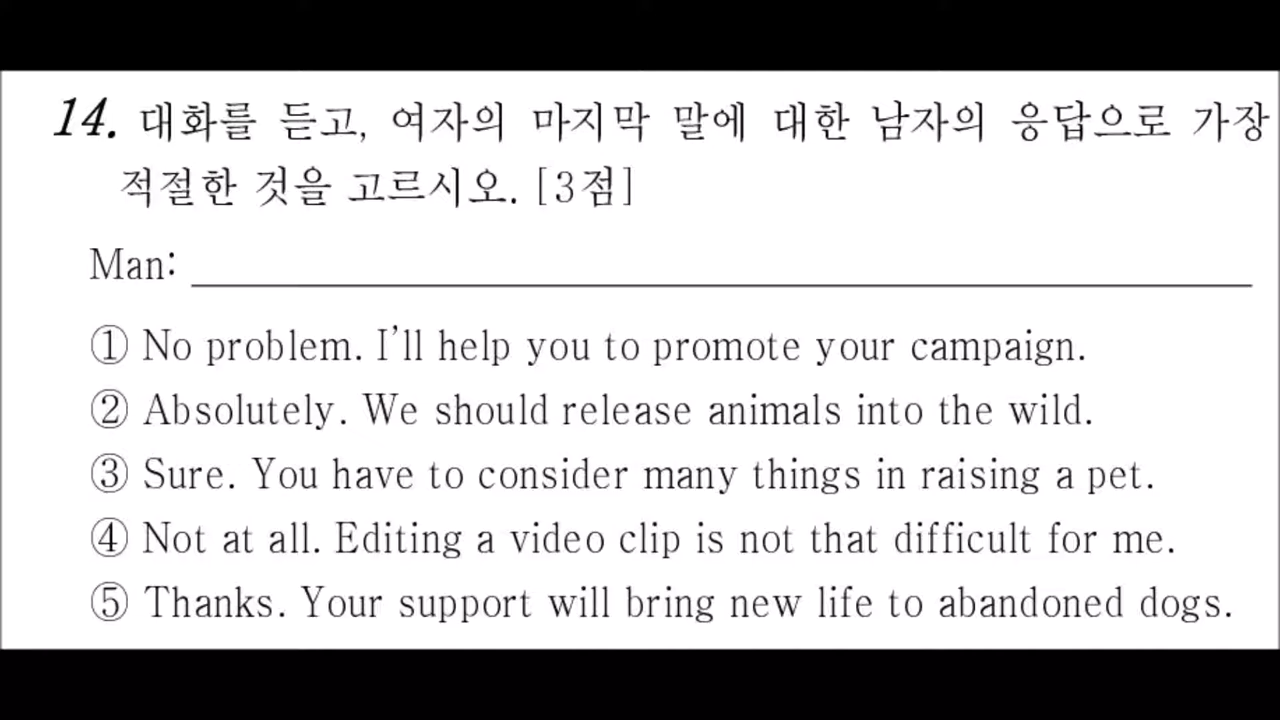 14. 대화를 듣고, 여자의 마지막 말에 대한 남자의 응답으로 가장
적절한 것을 고르시오. [3점]
Man: ________________
① No problem. I'll help you to promote your campaign.
② Absolutely. We should release animals into the wild.
③ Sure. You have to consider many things in raising a pet.
④ Not at all. Editing a video clip is not that difficult for me.
⑤ Thanks. Your support will bring new life to abandoned dogs.